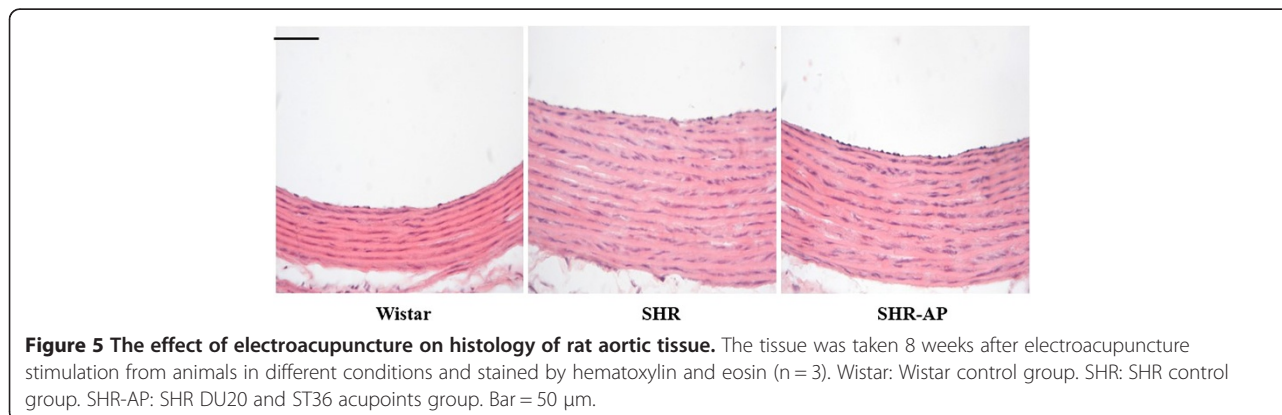 Wistar SHR SHR-AP
Figure 5 The effect of electroacupuncture on histology of rat aortic tissue. The tissue was taken 8 weeks after electroacupuncture
stimulation from animals in different conditions and stained by hematoxylin and eosin (n = 3). Wistar: Wistar control group. SHR: SHR control
group. SHR-AP: SHR DU20 and ST36 acupoints group. Bar = 50 μm.